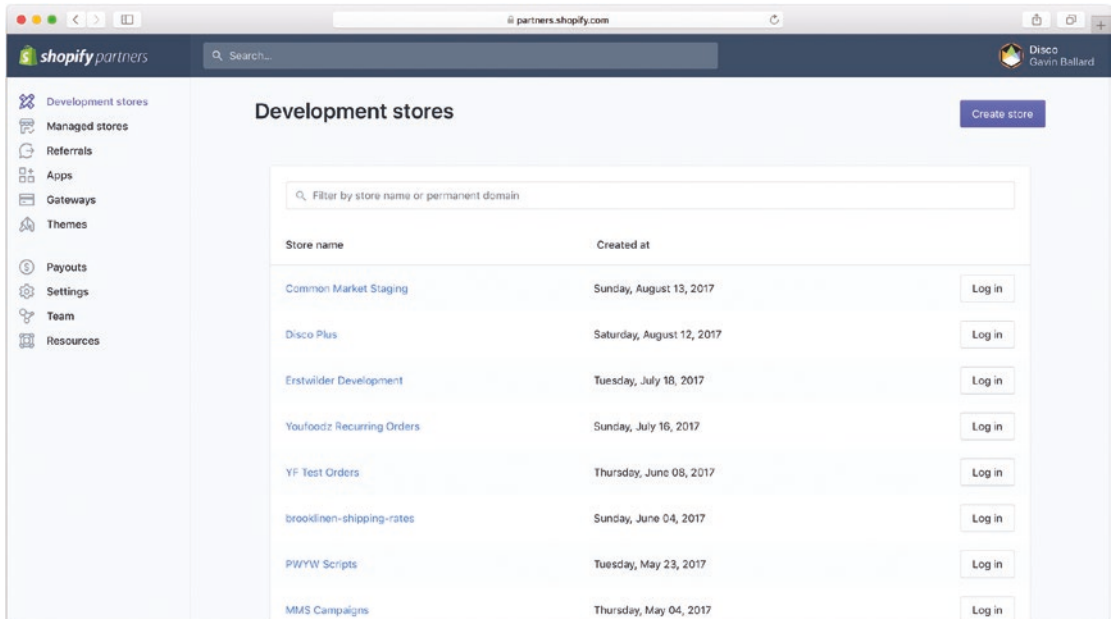 partners.shopify.com
shopify partners
Search...
Disco
Gavin Ballard
Development stores
Managed stores
Referrals
Apps
Gateways
Themes
Payouts
Settings
Team
Resources
Development stores
Create store
Filter by store name or permanent domain
Store name Created at
Common Market Staging Sunday, August 13, 2017 Log in
Disco Plus Saturday, August 12, 2017 Log in
Erstwilder Development Tuesday, July 18, 2017 Log in
Youfoodz Recurring Orders Sunday, July 16, 2017 Log in
YF Test Orders Thursday, June 08, 2017 Log in
brooklinen-shipping-rates Sunday, June 04, 2017 Log in
PWYW Scripts Tuesday, May 23, 2017 Log in
MMS Campaigns Thursday, May 04, 2017 Log in